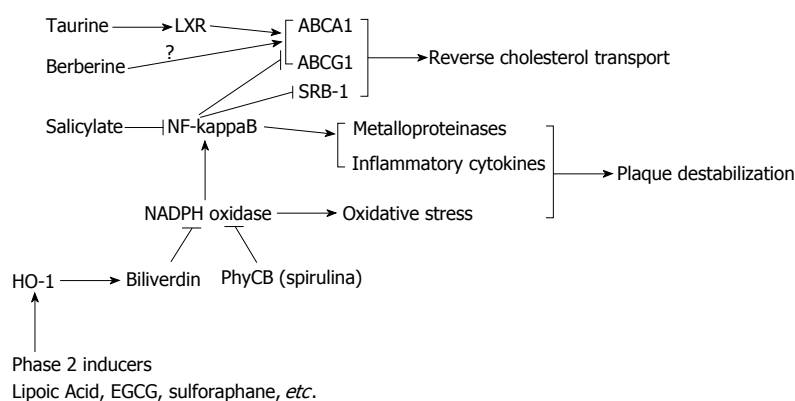 Taurine LXR ABCA1
?
Berberine ABCG1 Reverse cholesterol transport
SRB-1
Salicylate NF-kappaB Metalloproteinases
Inflammatory cytokines
Plaque destabilization
NADPH oxidase Oxidative stress
HO-1 Biliverdin PhyCB (spirulina)
Phase 2 inducers
Lipoic Acid, EGCG, sulforaphane, etc.